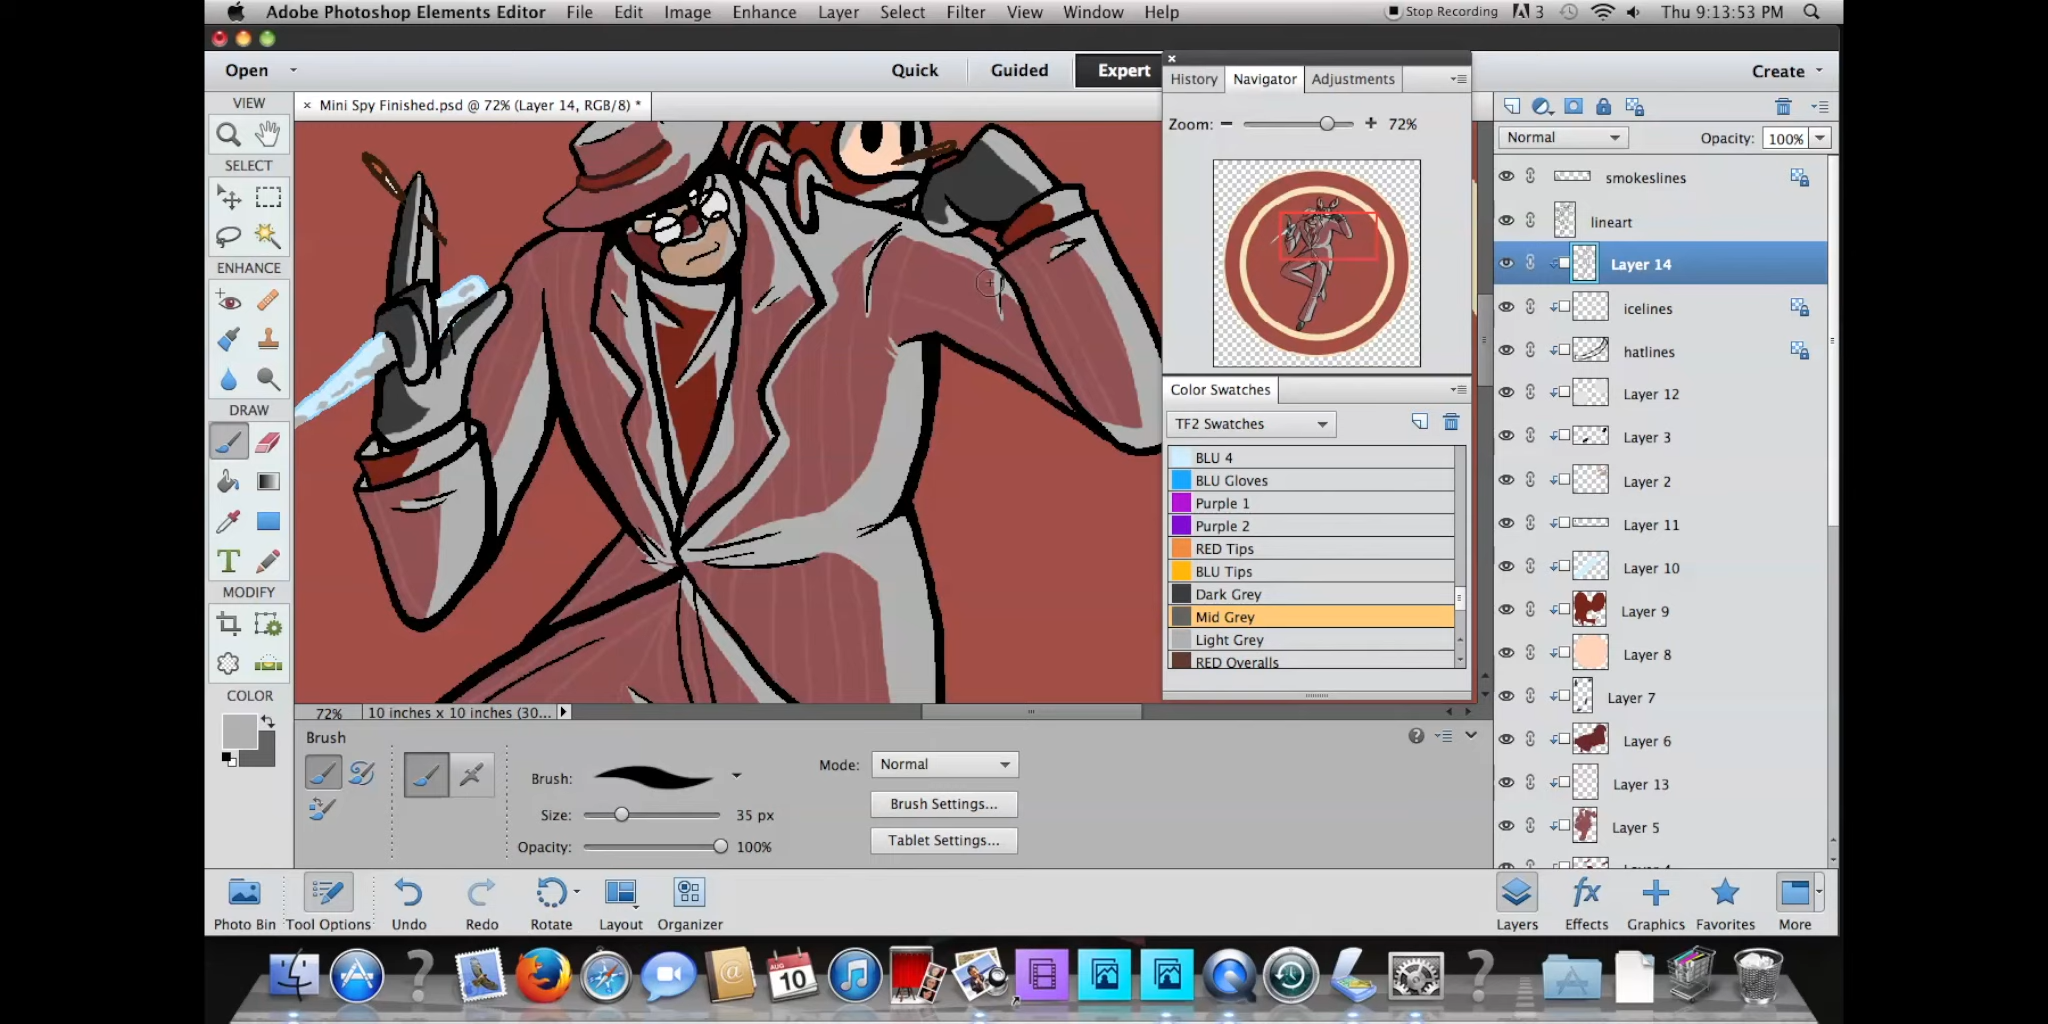 Adobe Photoshop Elements Editor File Edit Image Enhance Layer Select Filter View Window Help Stop Recording 3 Thu 9:13:53 PM
Open Quick Guided Expert Create
VIEW
× Mini Spy Finished.psd @ 72% (Layer 14, RGB/8) *
History Navigator Adjustments
Zoom: 72%
Normal Opacity: 100%
SELECT
smokeslines
lineart
Layer 14
ENHANCE
icelines
hatlines
Color Swatches
Layer 12
DRAW
TF2 Swatches
Layer 3
BLU 4
BLU Gloves
Layer 2
Purple 1
Purple 2
Layer 11
RED Tips
BLU Tips
Layer 10
T
MODIFY
Dark Grey
Mid Grey
Layer 9
Light Grey
RED Overalls
Layer 8
COLOR
Layer 7
72% 10 inches x 10 inches (30...
Brush
Layer 6
Mode: Normal
Brush:
Layer 13
Brush Settings...
Size: 35 px
Layer 5
Tablet Settings...
Opacity: 100%
Photo Bin Tool Options Undo Redo Rotate Layout Organizer
fx
Layers Effects Graphics Favorites More
AUG
10